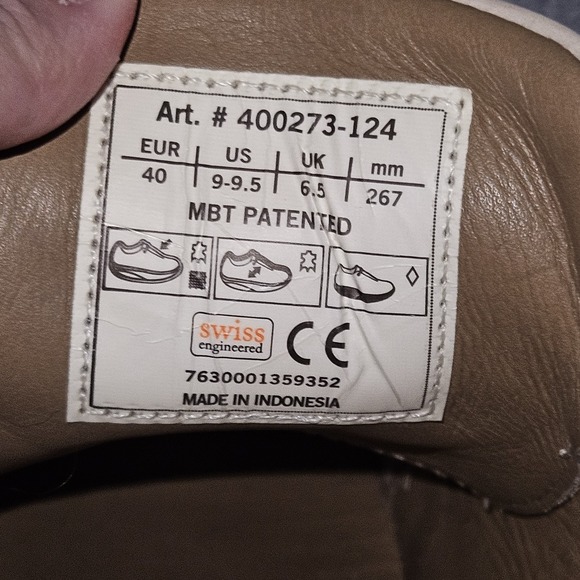 Art. # 400273-124
EUR US UK mm
40 9-9.5 6.5 267
MBT PATENTED
swiss
engineered
CE
7630001359352
MADE IN INDONESIA